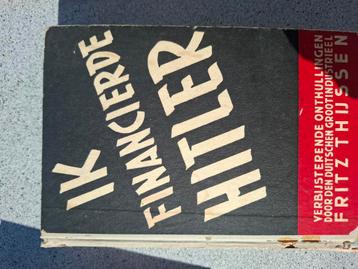 IK
FINANCIERDE
HITLER
VERBIJSTERENDE ONTHULLINGEN
DOOR DEN DUITSCHEN GROOTINDUSTRIEEL
FRITZ THIJSSEN